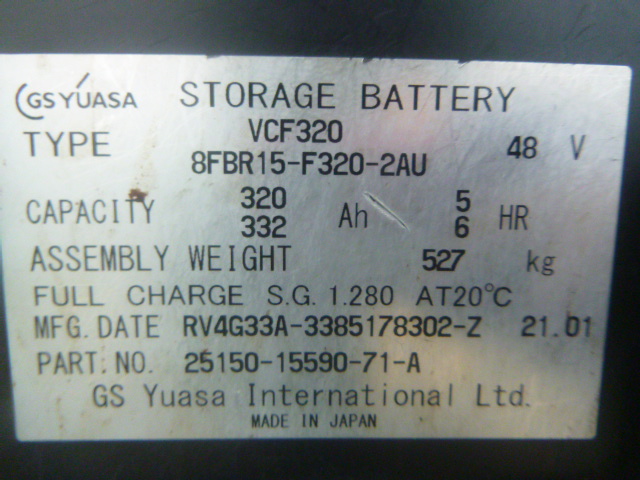 GS YUASA STORAGE BATTERY
TYPE VCF320 48 V
8FBR15-F320-2AU
CAPACITY 320 Ah 5 HR
332 6
ASSEMBLY WEIGHT 527 kg
FULL CHARGE S.G. 1.280 AT20°C
MFG. DATE RV4G33A-3385178302-Z 21.01
PART. NO. 25150-15590-71-A
GS Yuasa International Ltd.
MADE IN JAPAN